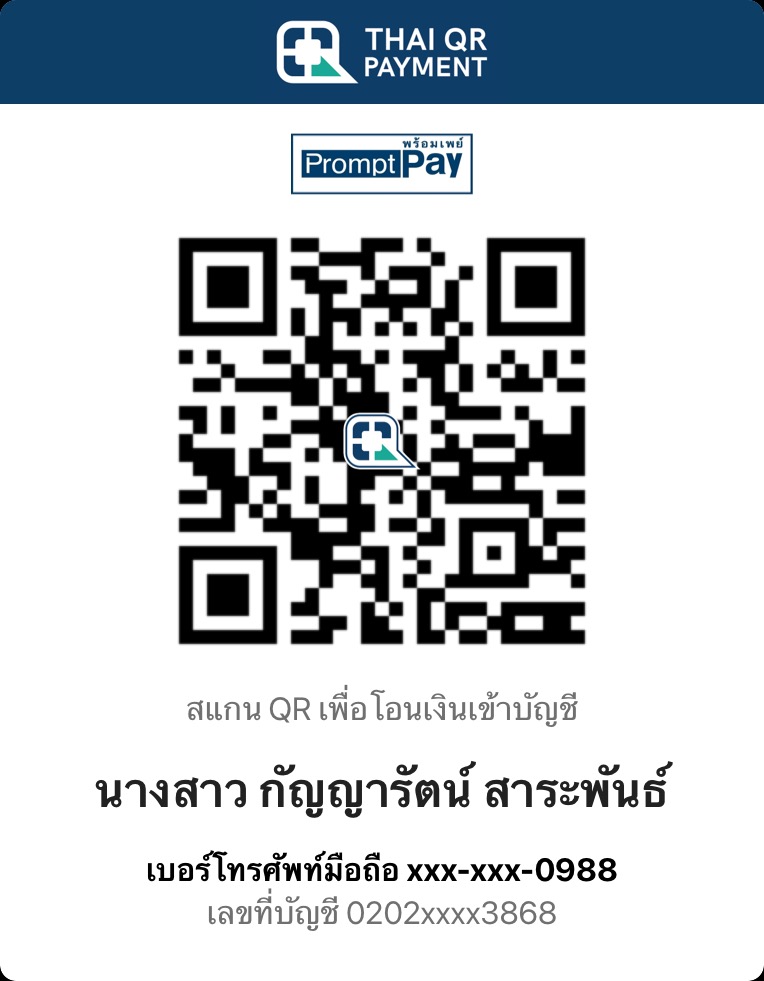 THAI QR
PAYMENT
พร้อมเพย์
PromptPay
สแกน QR เพื่อโอนเงินเข้าบัญชี
นางสาว กัญญารัตน์ สาระพันธ์
เบอร์โทรศัพท์มือถือ xxx-xxx-0988
เลขที่บัญชี 0202xxxx3868